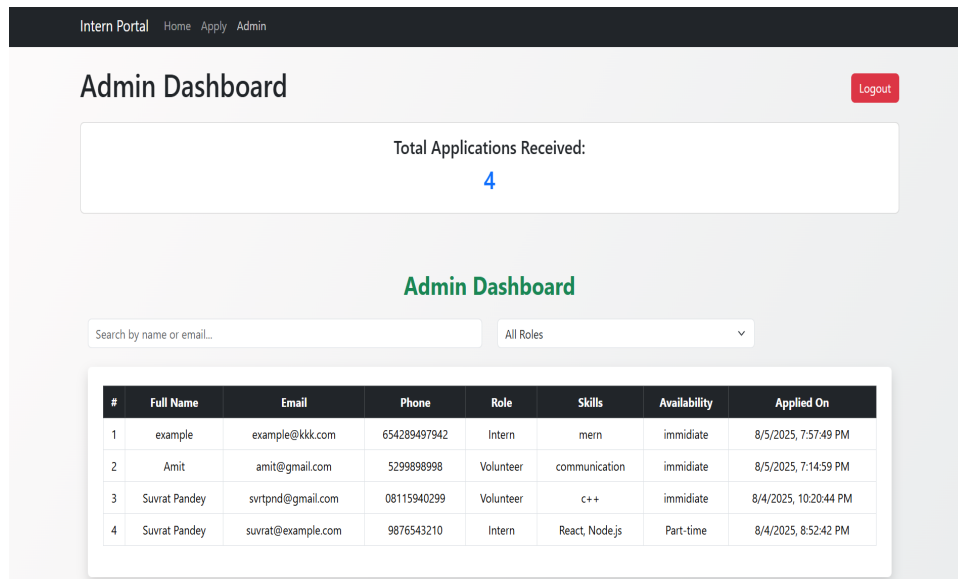 Intern Portal Home Apply Admin
Admin Dashboard
Logout
Total Applications Received:
4
Admin Dashboard
Search by name or email...
All Roles
# Full Name Email Phone Role Skills Availability Applied On
1 example example@kkk.com 654289497942 Intern mern immidiate 8/5/2025, 7:57:49 PM
2 Amit amit@gmail.com 5299898998 Volunteer communication immidiate 8/5/2025, 7:14:59 PM
3 Suvrat Pandey svrtpnd@gmail.com 08115940299 Volunteer c++ immidiate 8/4/2025, 10:20:44 PM
4 Suvrat Pandey suvrat@example.com 9876543210 Intern React, Node.js Part-time 8/4/2025, 8:52:42 PM